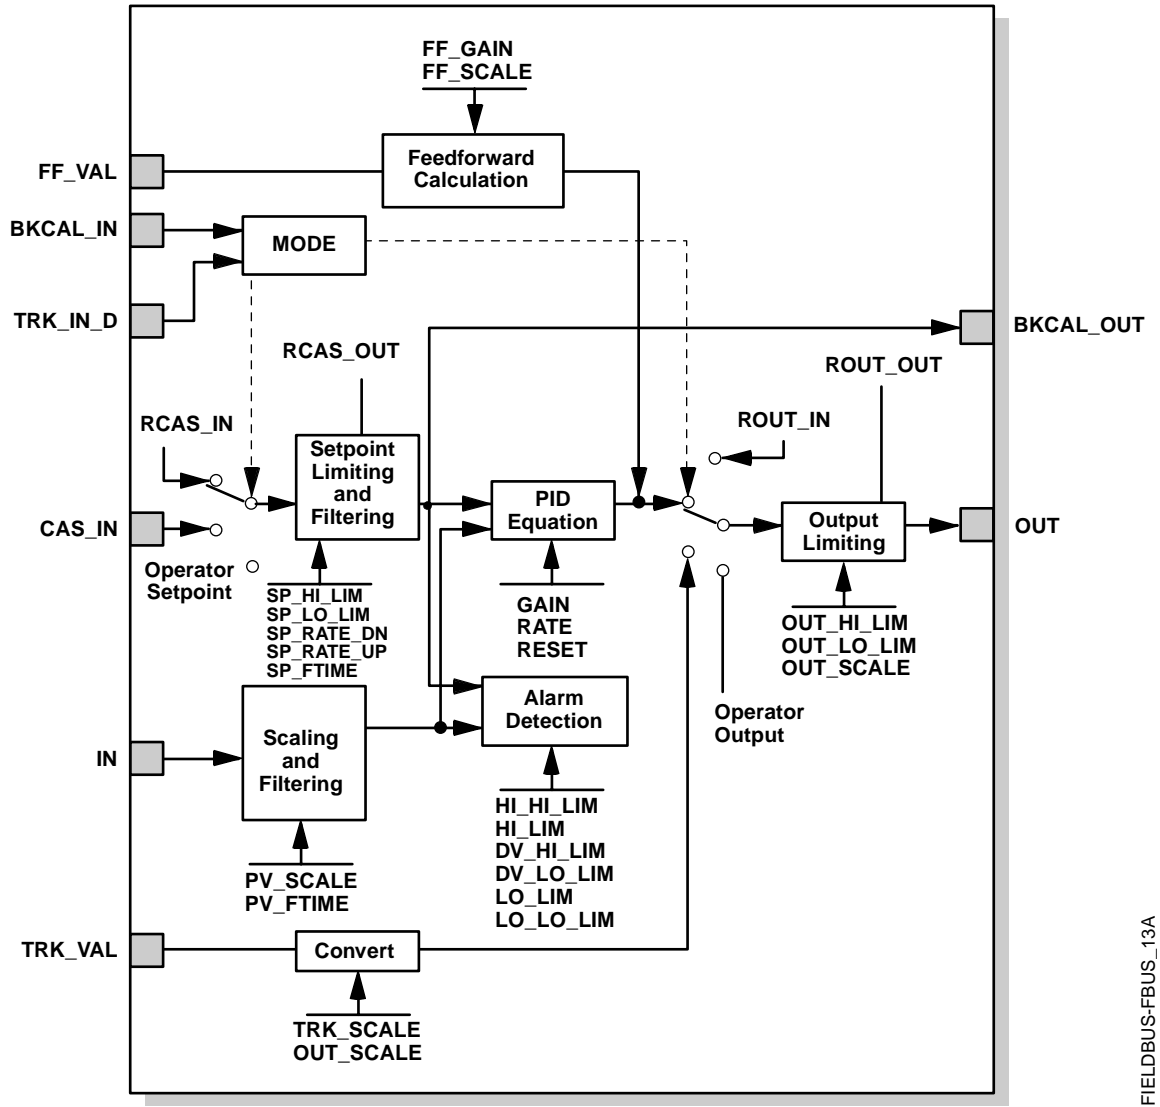 FF_GAIN
FF_SCALE
FF_VAL
Feedforward
Calculation
BKCAL_IN
MODE
TRK_IN_D
BKCAL_OUT
RCAS_OUT
ROUT_OUT
RCAS_IN
ROUT_IN
Setpoint
Limiting
and
Filtering
PID
Equation
CAS_IN
Output
Limiting
OUT
Operator
Setpoint
SP_HI_LIM
SP_LO_LIM
SP_RATE_DN
SP_RATE_UP
SP_FTIME
GAIN
RATE
RESET
OUT_HI_LIM
OUT_LO_LIM
OUT_SCALE
Alarm
Detection
Operator
Output
IN
Scaling
and
Filtering
HI_HI_LIM
HI_LIM
DV_HI_LIM
DV_LO_LIM
LO_LIM
LO_LO_LIM
PV_SCALE
PV_FTIME
TRK_VAL
Convert
TRK_SCALE
OUT_SCALE
FIELDBUS-FBUS_13A